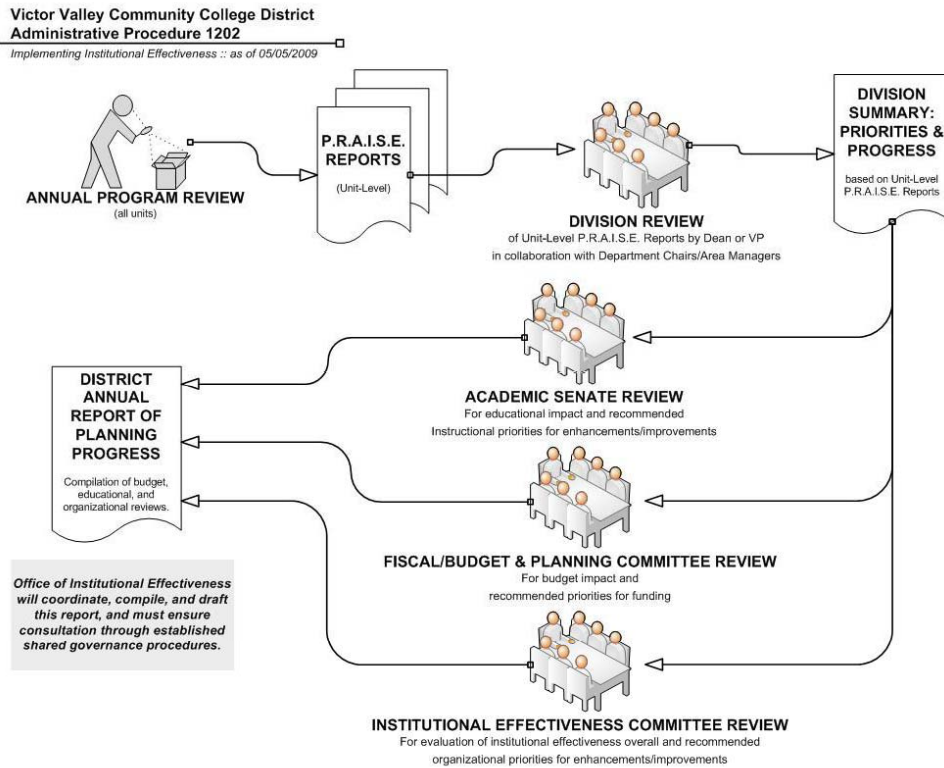 Victor Valley Community College District
Administrative Procedure 1202
Implementing Institutional Effectiveness :: as of 05/05/2009
ANNUAL PROGRAM REVIEW
(all units)
P.R.A.I.S.E.
REPORTS
(Unit-Level)
DIVISION REVIEW
of Unit-Level P.R.A.I.S.E. Reports by Dean or VP
in collaboration with Department Chairs/Area Managers
DIVISION
SUMMARY:
PRIORITIES &
PROGRESS
based on Unit-Level
P.R.A.I.S.E. Reports
ACADEMIC SENATE REVIEW
For educational impact and recommended
Instructional priorities for enhancements/improvements
FISCAL/BUDGET & PLANNING COMMITTEE REVIEW
For budget impact and
recommended priorities for funding
INSTITUTIONAL EFFECTIVENESS COMMITTEE REVIEW
For evaluation of institutional effectiveness overall and recommended
organizational priorities for enhancements/improvements
DISTRICT
ANNUAL
REPORT OF
PLANNING
PROGRESS
Compilation of budget,
educational, and
organizational reviews.
Office of Institutional Effectiveness
will coordinate, compile, and draft
this report, and must ensure
consultation through established
shared governance procedures.